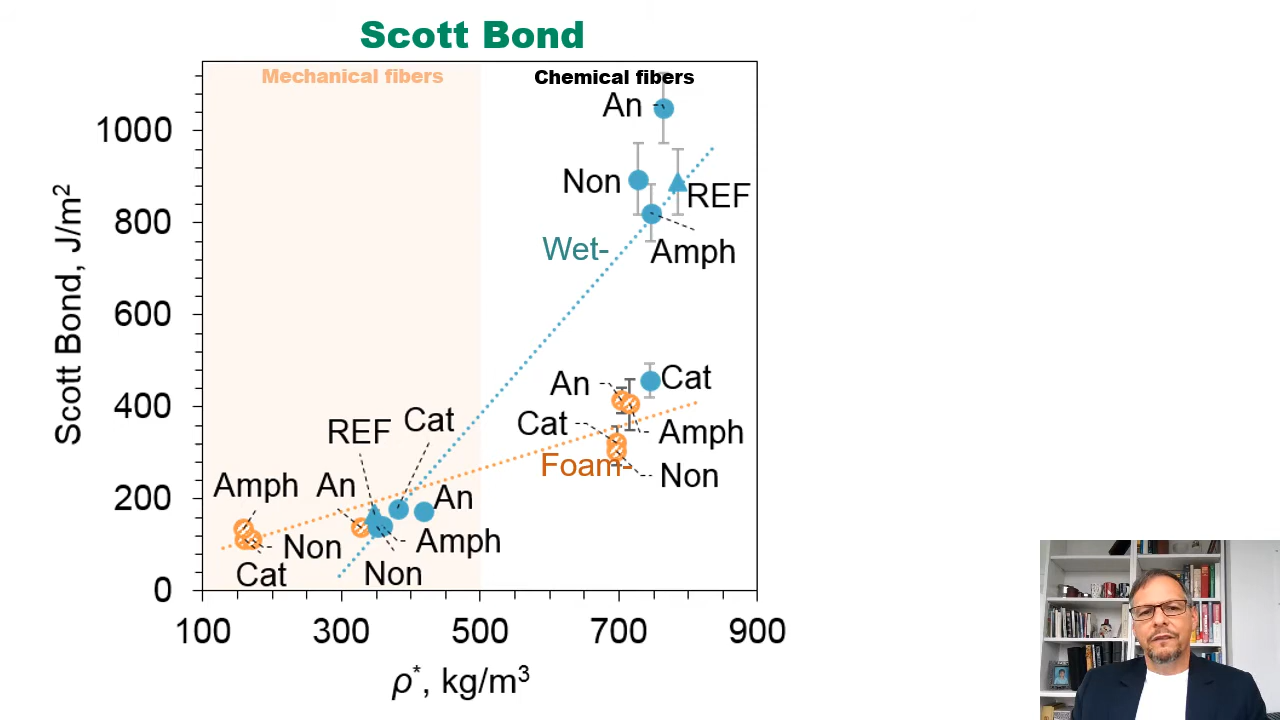 Scott Bond
Mechanical fibers
Chemical fibers
Scott Bond, J/m²
1000
800
600
400
200
0
An
Non
REF
Amph
Wet-
An
Cat
Cat
Amph
Foam-
Non
REF
Cat
Amph
An
An
Non
Amph
Cat
Non
100
300
500
700
900
ρ*, kg/m³